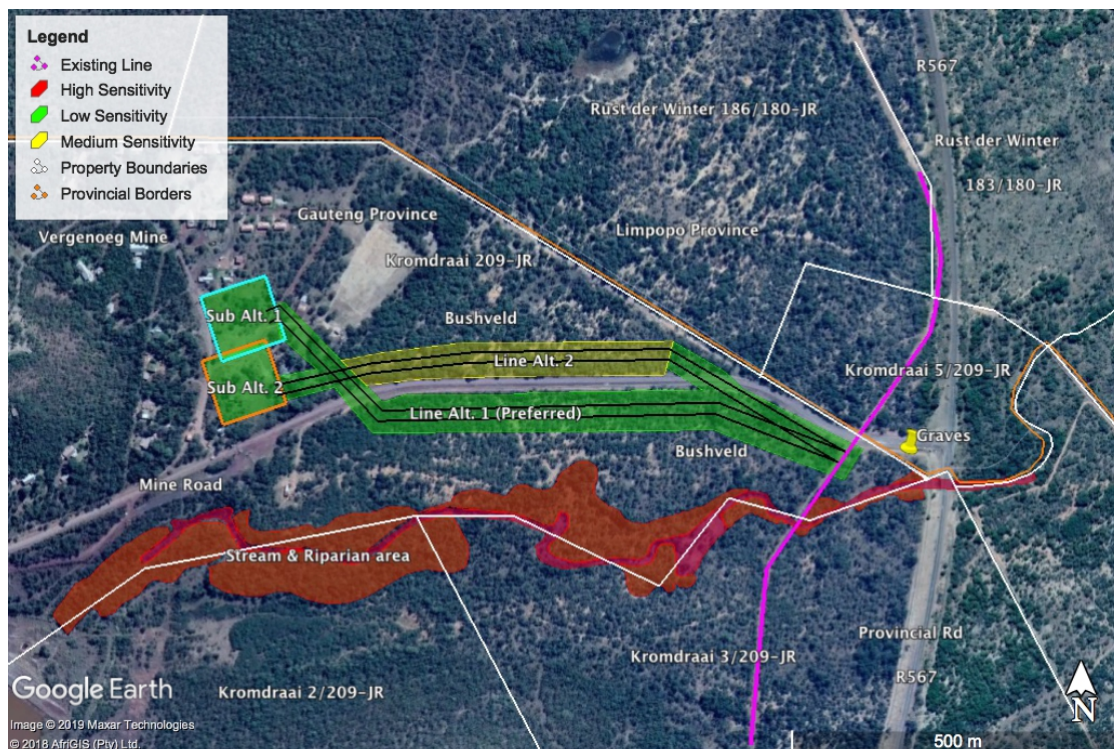 Legend
Existing Line
High Sensitivity
Low Sensitivity
Medium Sensitivity
Property Boundaries
Provincial Borders
R567
Rust der Winter 186/180-JR
Rust der Winter
183/180-JR
Gauteng Province
Vergenoeg Mine
Limpopo Province
Kromdraai 209-JR
Sub Alt. 1
Bushveld
Line Alt. 2
Kromdraai 5/209-JR
Sub Alt. 2
Line Alt. 1 (Preferred)
Graves
Bushveld
Mine Road
Stream & Riparian area
Provincial Rd
Kromdraai 3/209-JR
R567
Kromdraai 2/209-JR
Google Earth
N
Image © 2019 Maxar Technologies
© 2018 AfriGIS (Pty) Ltd.
500 m